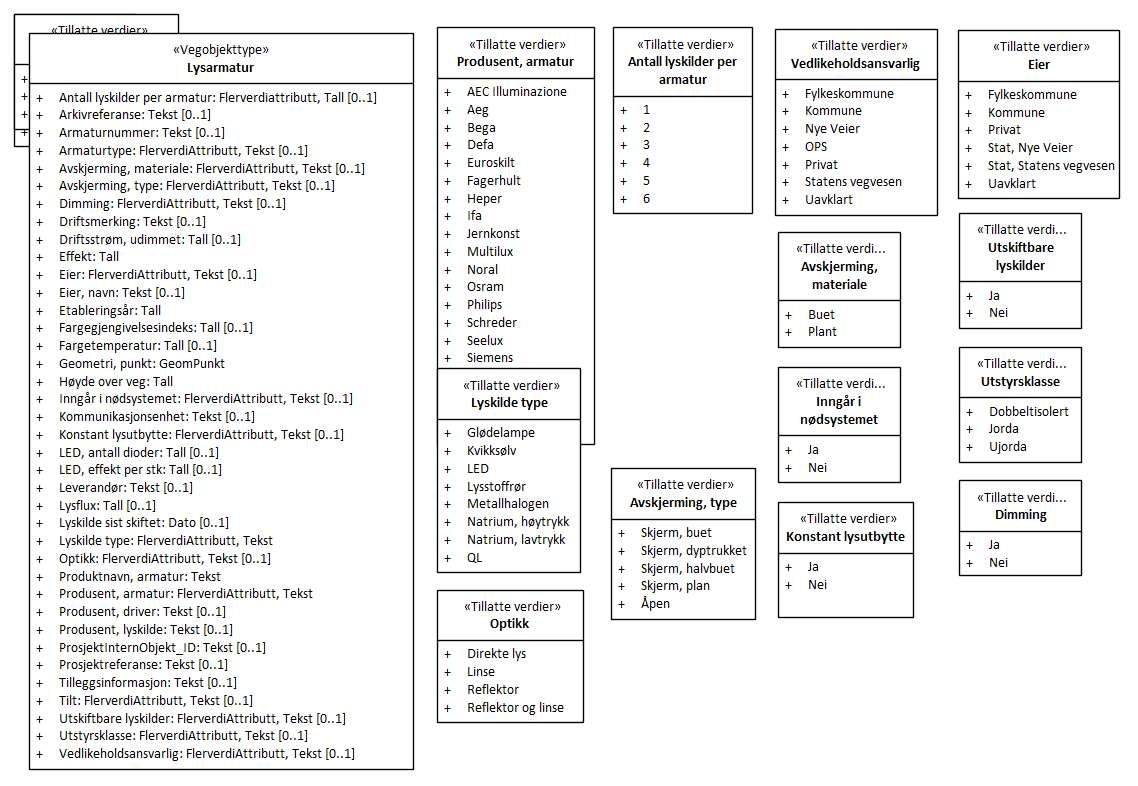 «Tillatte verdier»
+
+
+
+
«Vegobjekttype»
Lysarmatur
+ Antall lyskilder per armatur: Flerverdiattributt, Tall [0..1]
+ Arkivreferanse: Tekst [0..1]
+ Armaturnummer: Tekst [0..1]
+ Armaturtype: FlerverdiAttributt, Tekst [0..1]
+ Avskjerming, materiale: FlerverdiAttributt, Tekst [0..1]
+ Avskjerming, type: FlerverdiAttributt, Tekst [0..1]
+ Dimming: FlerverdiAttributt, Tekst [0..1]
+ Driftsmerking: Tekst [0..1]
+ Driftsstrøm, udimmet: Tall [0..1]
+ Effekt: Tall
+ Eier: FlerverdiAttributt, Tekst [0..1]
+ Eier, navn: Tekst [0..1]
+ Etableringsår: Tall
+ Fargegjengivelsesindeks: Tall [0..1]
+ Fargetemperatur: Tall [0..1]
+ Geometri, punkt: GeomPunkt
+ Høyde over veg: Tall
+ Inngår i nødsystemet: FlerverdiAttributt, Tekst [0..1]
+ Kommunikasjonsenhet: Tekst [0..1]
+ Konstant lysutbytte: FlerverdiAttributt, Tekst [0..1]
+ LED, antall dioder: Tall [0..1]
+ LED, effekt per stk: Tall [0..1]
+ Leverandør: Tekst [0..1]
+ Lysflux: Tall [0..1]
+ Lyskilde sist skiftet: Dato [0..1]
+ Lyskilde type: FlerverdiAttributt, Tekst
+ Optikk: FlerverdiAttributt, Tekst [0..1]
+ Produktnavn, armatur: Tekst
+ Produsent, armatur: FlerverdiAttributt, Tekst
+ Produsent, driver: Tekst [0..1]
+ Produsent, lyskilde: Tekst [0..1]
+ ProsjektInternObjekt_ID: Tekst [0..1]
+ Prosjektreferanse: Tekst [0..1]
+ Tilleggsinformasjon: Tekst [0..1]
+ Tilt: FlerverdiAttributt, Tekst [0..1]
+ Utskiftbare lyskilder: FlerverdiAttributt, Tekst [0..1]
+ Utstyrsklasse: FlerverdiAttributt, Tekst [0..1]
+ Vedlikeholdsansvarlig: FlerverdiAttributt, Tekst [0..1]
«Tillatte verdier»
Produsent, armatur
+ AEC Illuminazione
+ Aeg
+ Bega
+ Defa
+ Euroskilt
+ Fagerhult
+ Heper
+ Ifa
+ Jernkonst
+ Multilux
+ Noral
+ Osram
+ Philips
+ Schreder
+ Seelux
+ Siemens
«Tillatte verdier»
Lyskilde type
+ Glødelampe
+ Kvikksølv
+ LED
+ Lysstoffrør
+ Metallhalogen
+ Natrium, høytrykk
+ Natrium, lavtrykk
+ QL
«Tillatte verdier»
Optikk
+ Direkte lys
+ Linse
+ Reflektor
+ Reflektor og linse
«Tillatte verdier»
Antall lyskilder per
armatur
+ 1
+ 2
+ 3
+ 4
+ 5
+ 6
«Tillatte verdier»
Avskjerming, type
+ Skjerm, buet
+ Skjerm, dyptrukket
+ Skjerm, halvbuet
+ Skjerm, plan
+ Åpen
«Tillatte verdier»
Vedlikeholdsansvarlig
+ Fylkeskommune
+ Kommune
+ Nye Veier
+ OPS
+ Privat
+ Statens vegvesen
+ Uavklart
«Tillatte verdi...
Avskjerming,
materiale
+ Buet
+ Plant
«Tillatte verdi...
Inngår i
nødsystemet
+ Ja
+ Nei
«Tillatte verdier»
Konstant lysutbytte
+ Ja
+ Nei
«Tillatte verdier»
Eier
+ Fylkeskommune
+ Kommune
+ Privat
+ Stat, Nye Veier
+ Stat, Statens vegvesen
+ Uavklart
«Tillatte verdi...
Utskiftbare
lyskilder
+ Ja
+ Nei
«Tillatte verdi...
Utstyrsklasse
+ Dobbeltisolert
+ Jorda
+ Ujorda
«Tillatte verdi...
Dimming
+ Ja
+ Nei